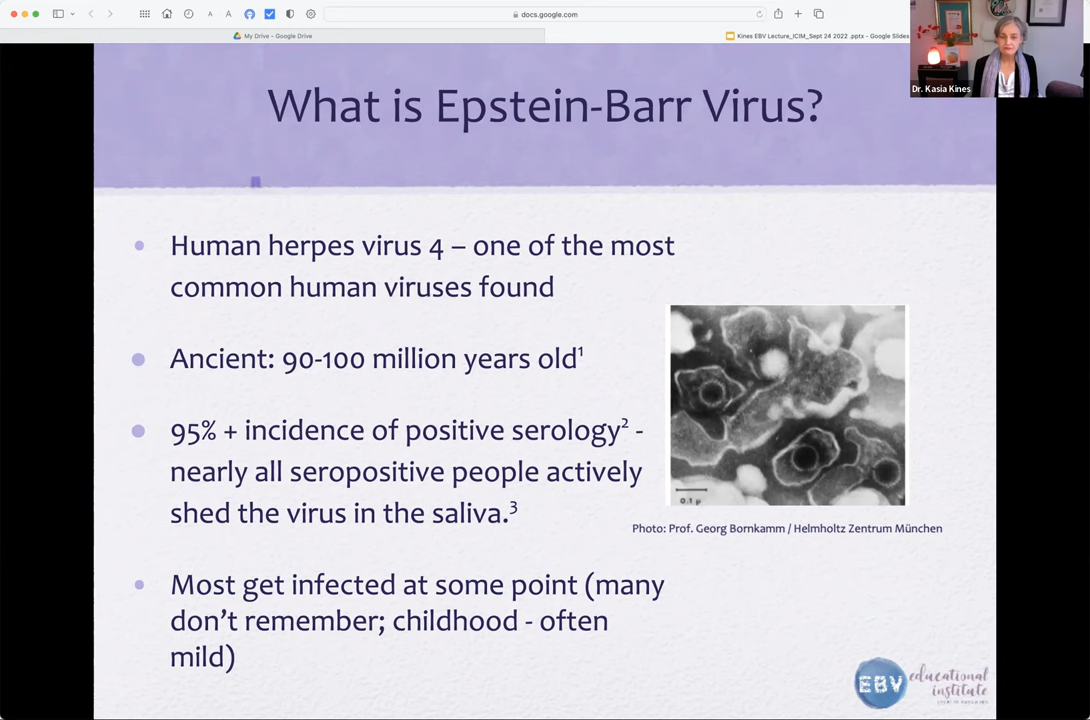 docs.google.com
My Drive - Google Drive
Kines EBV Lecture_ICIM_Sept 24 2022 .pptx - Google Slides
A A
Dr. Kasia Kines
What is Epstein-Barr Virus?
• Human herpes virus 4 – one of the most
common human viruses found
• Ancient: 90-100 million years old¹
• 95% + incidence of positive serology² -
nearly all seropositive people actively
shed the virus in the saliva.³
0.1 µ
Photo: Prof. Georg Bornkamm / Helmholtz Zentrum München
• Most get infected at some point (many
don’t remember; childhood - often
mild)
EBV educational
institute